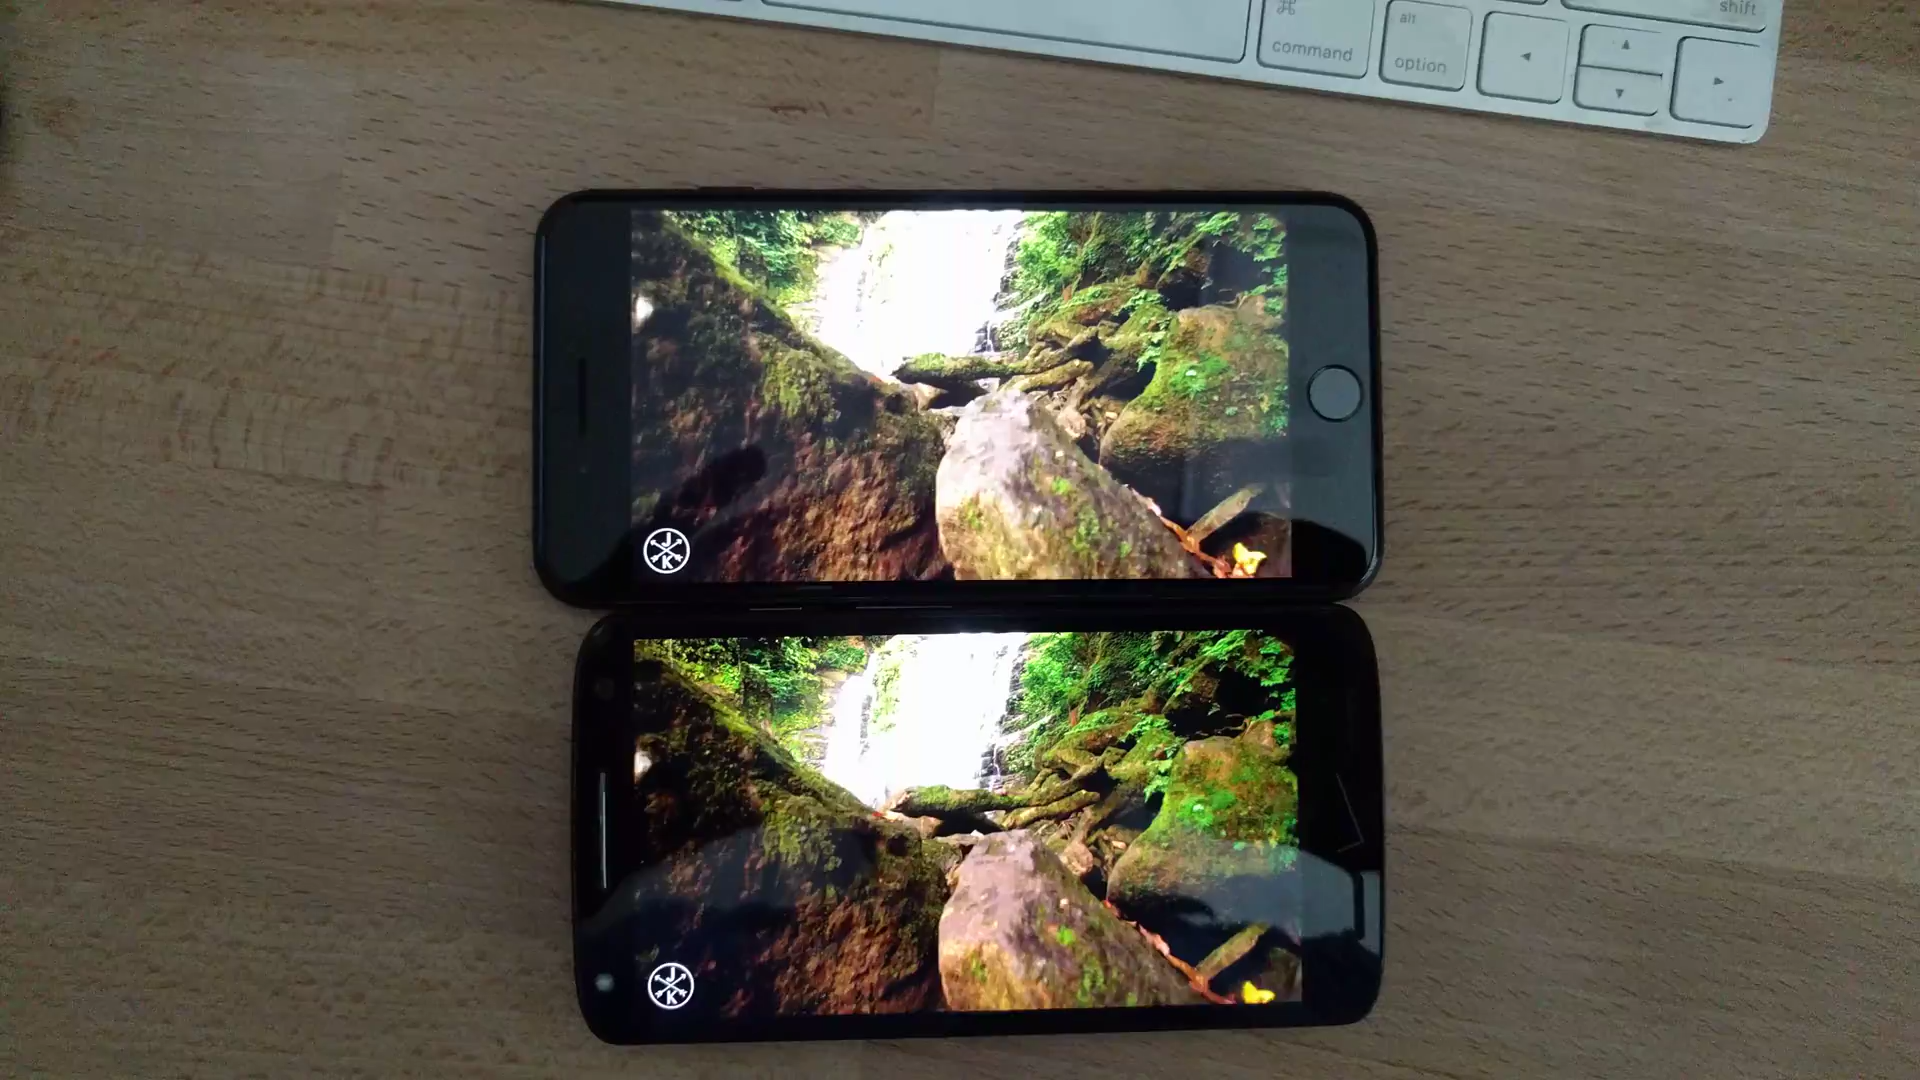 shift
⌘
command
alt
option
◄
▲
▼
►
J
K
J
K